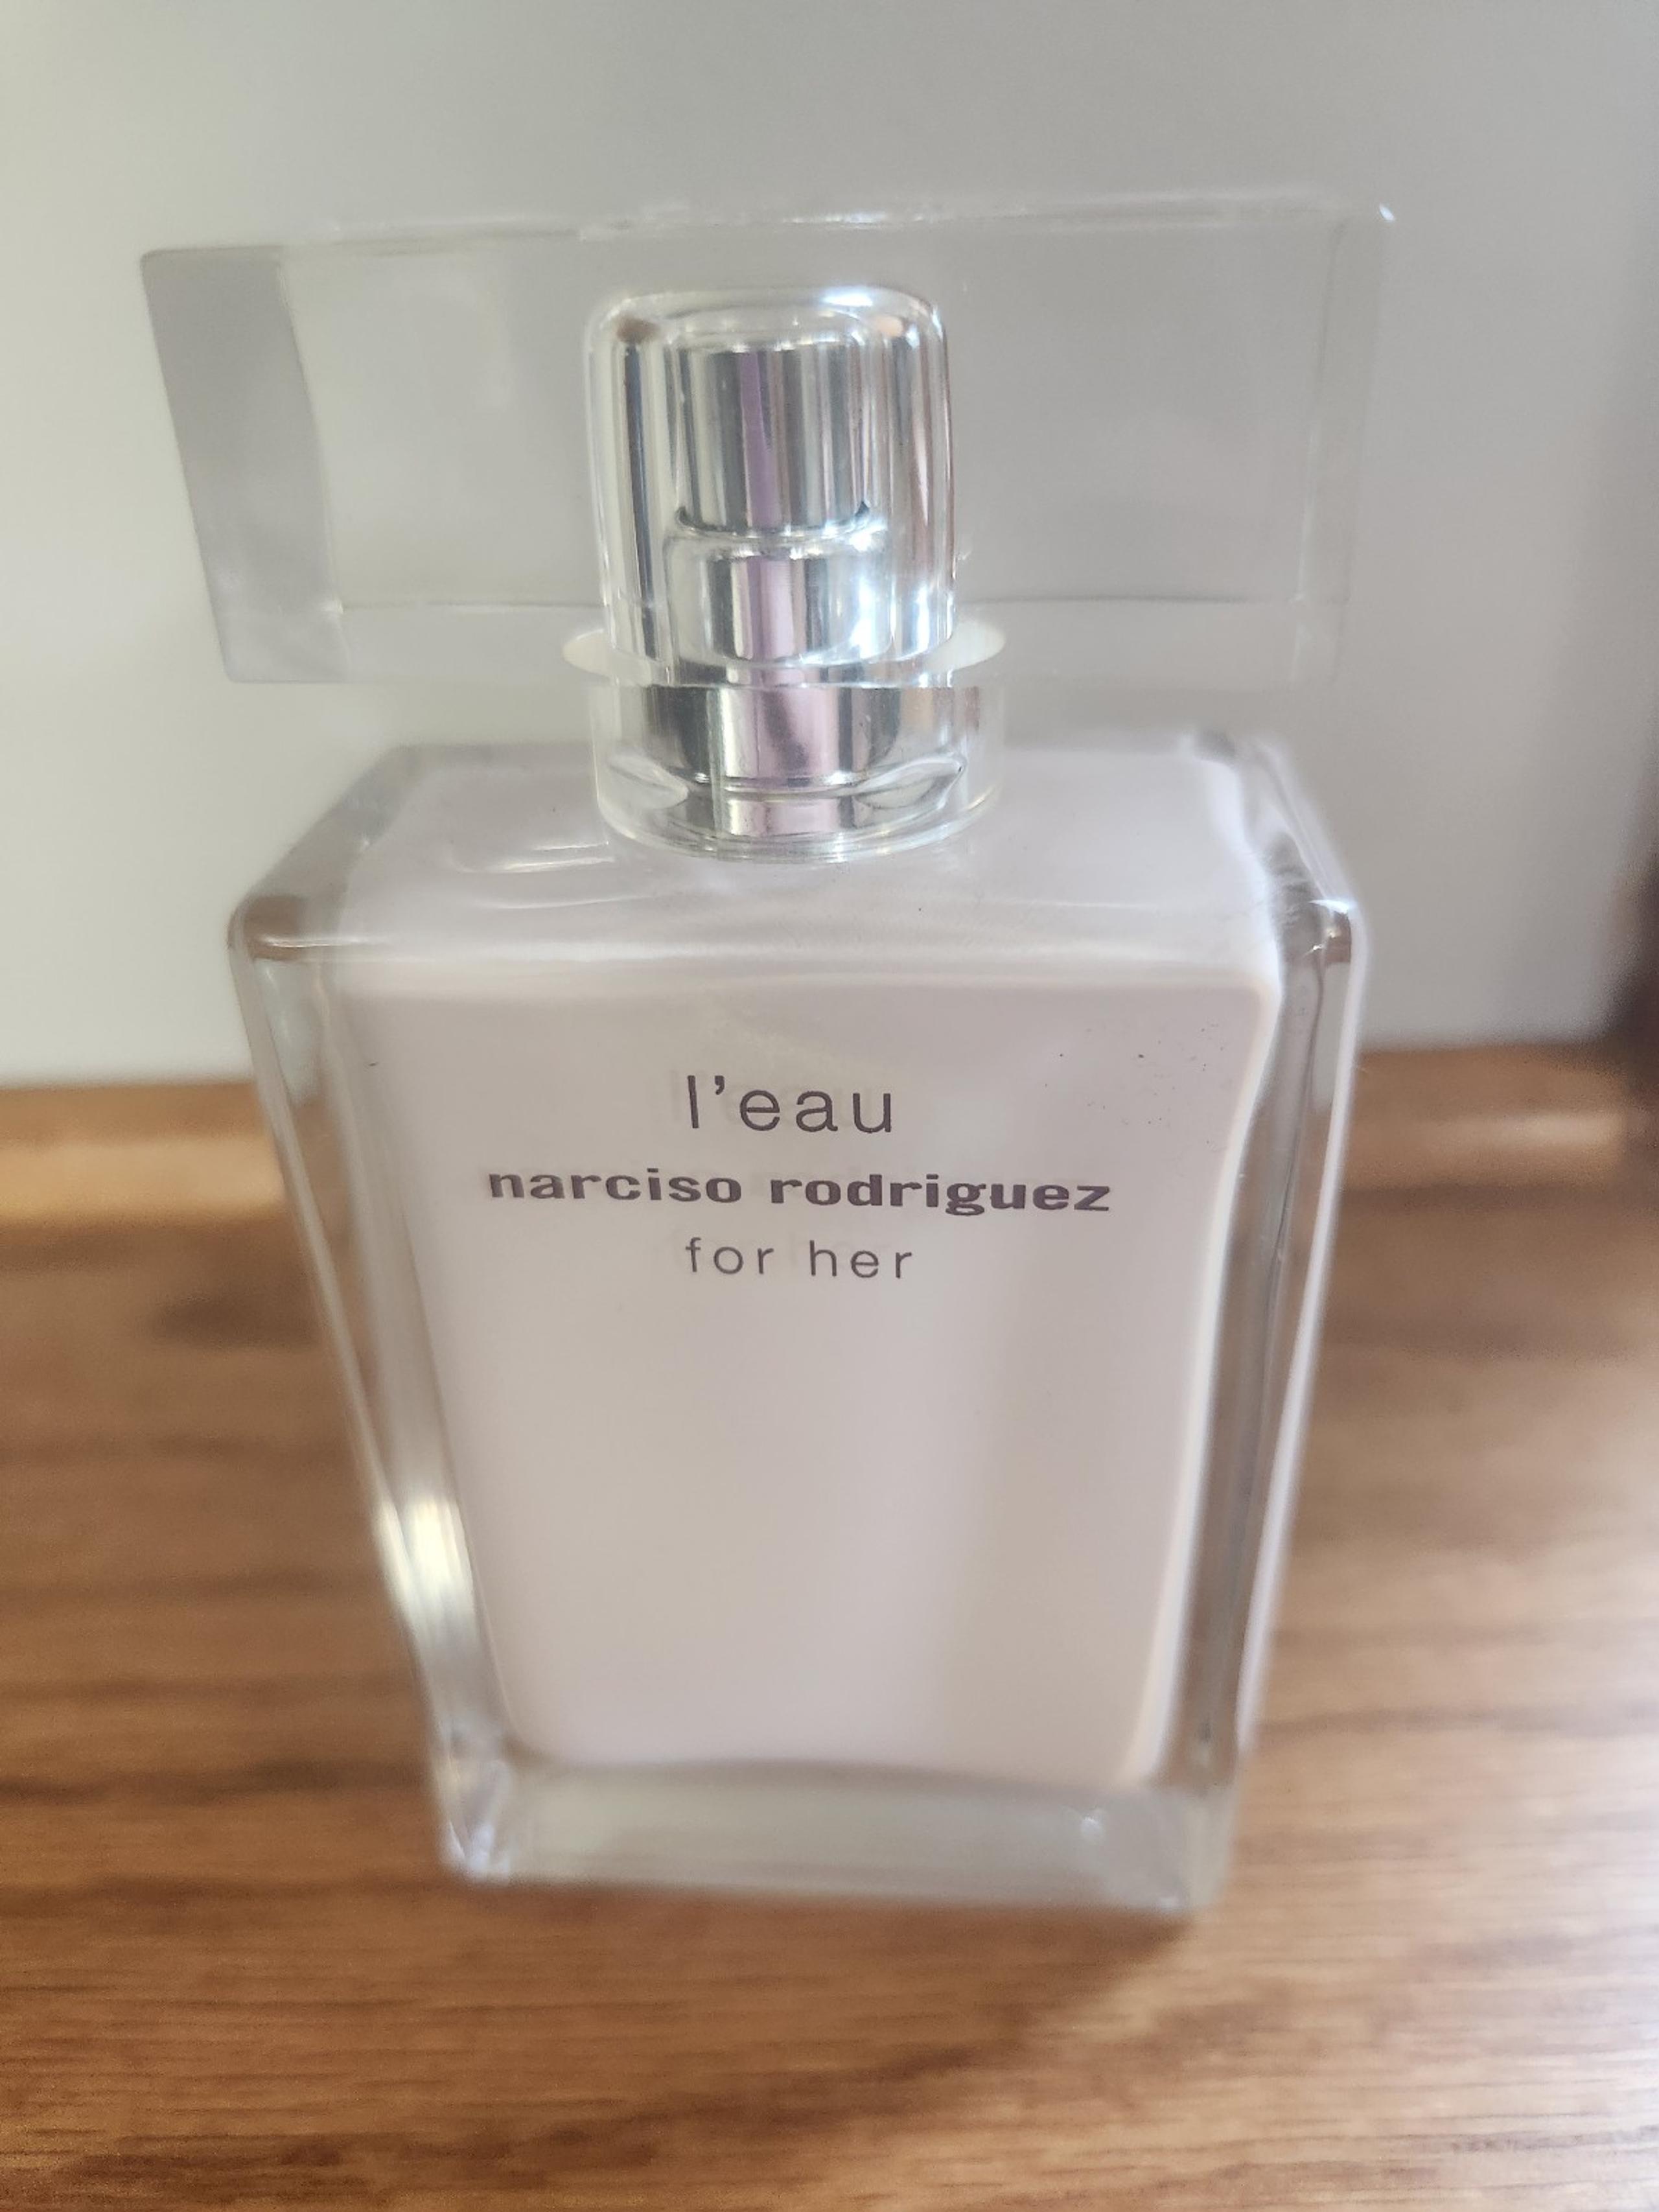 l'eau
narciso rodriguez
for her